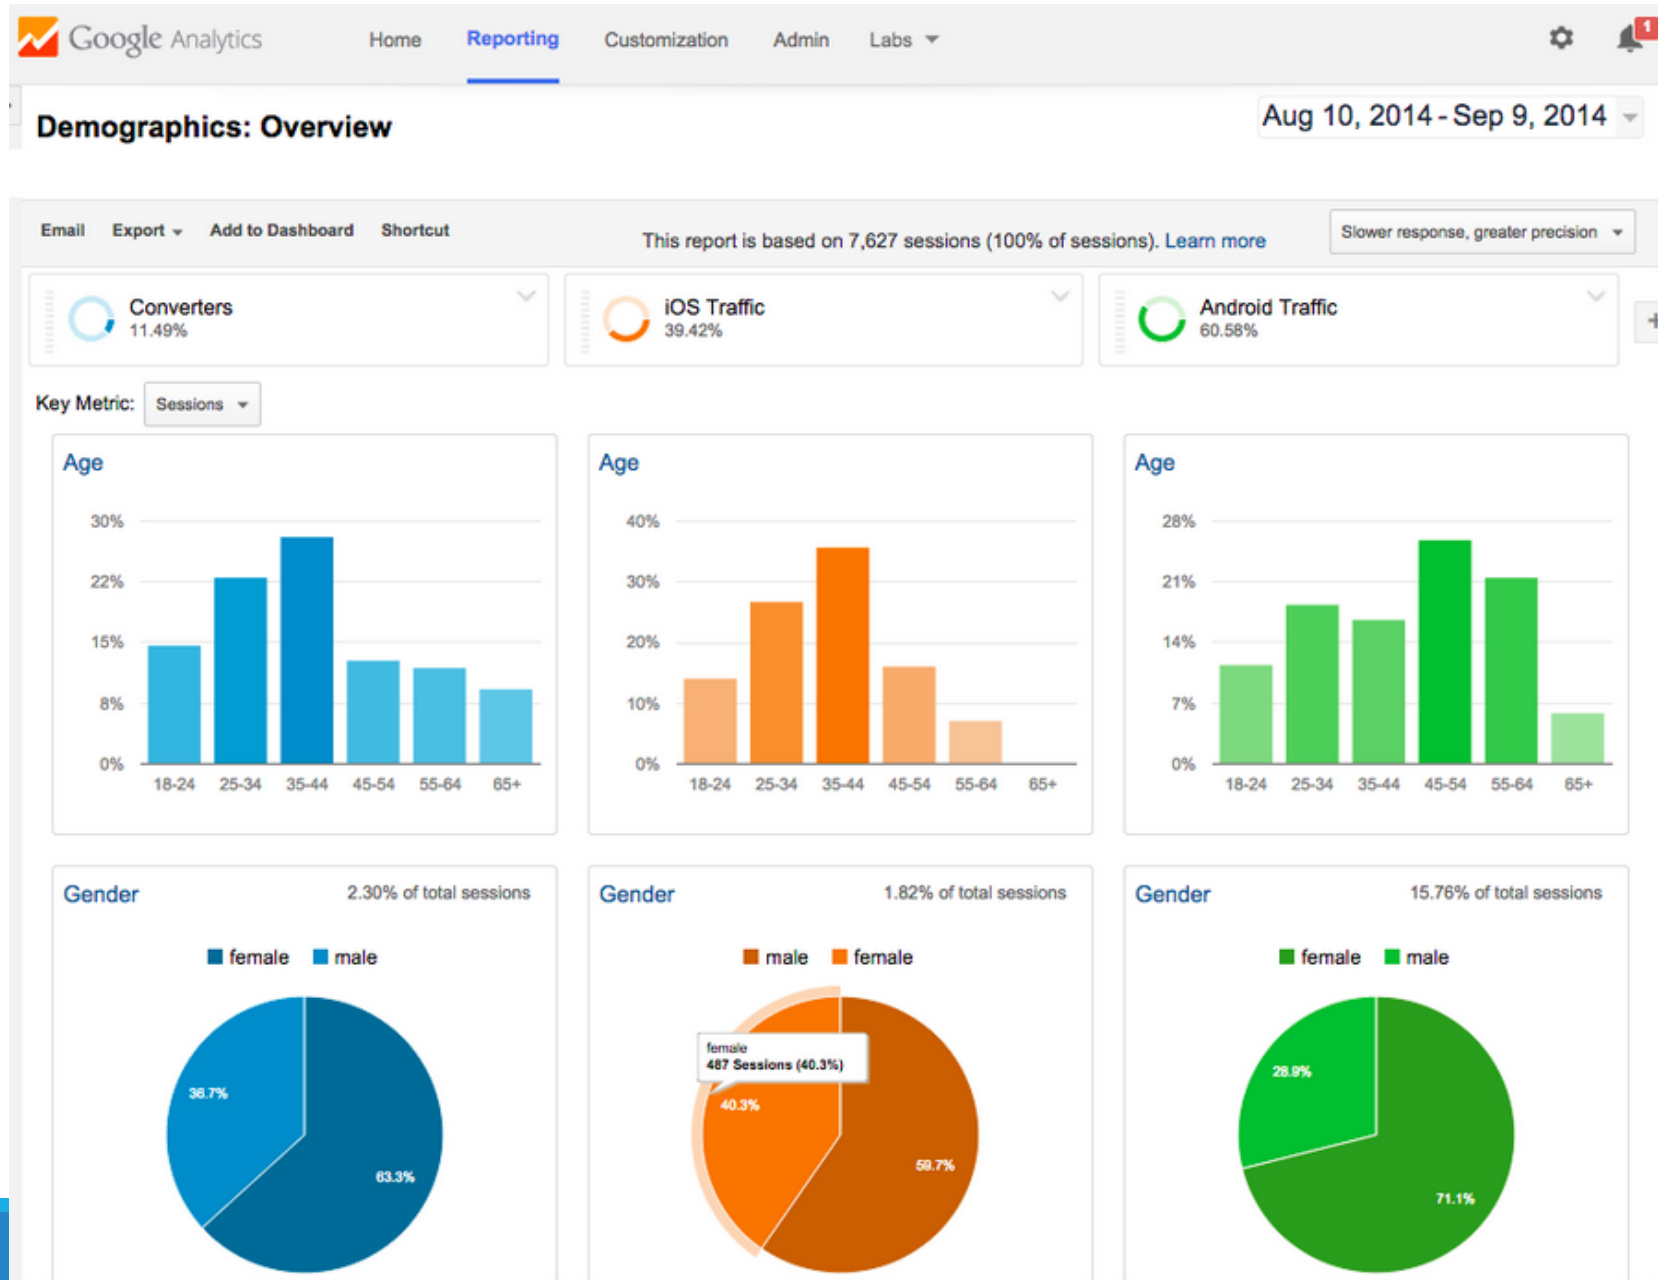 Google Analytics Home Reporting Customization Admin Labs 1
Demographics: Overview
Aug 10, 2014 - Sep 9, 2014
Email Export Add to Dashboard Shortcut
This report is based on 7,627 sessions (100% of sessions). Learn more
Slower response, greater precision
Converters
11.49%
iOS Traffic
39.42%
Android Traffic
60.58%
+
Key Metric: Sessions
Age
30%
22%
15%
8%
0%
18-24 25-34 35-44 45-54 55-64 65+
Age
40%
30%
20%
10%
0%
18-24 25-34 35-44 45-54 55-64 65+
Age
28%
21%
14%
7%
0%
18-24 25-34 35-44 45-54 55-64 65+
Gender 2.30% of total sessions
female male
36.7%
63.3%
Gender 1.82% of total sessions
male female
female
487 Sessions (40.3%)
40.3%
59.7%
Gender 15.76% of total sessions
female male
28.9%
71.1%